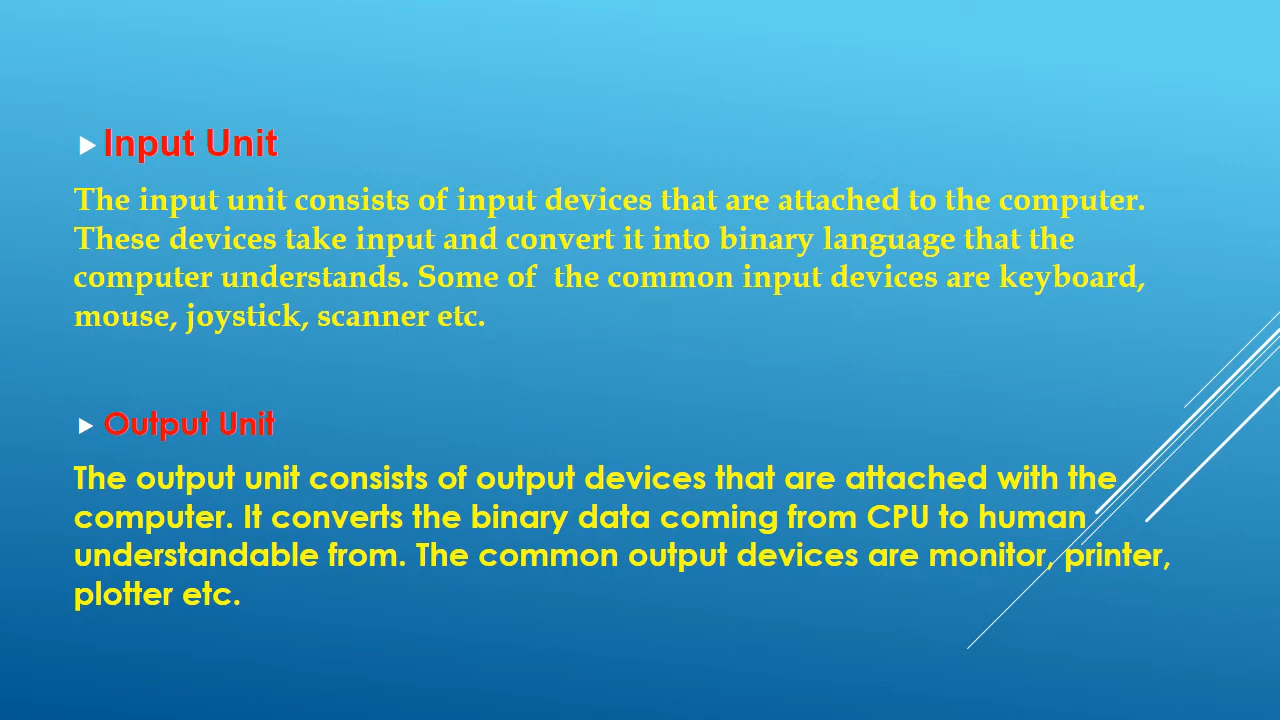 Input Unit
The input unit consists of input devices that are attached to the computer.
These devices take input and convert it into binary language that the
computer understands. Some of  the common input devices are keyboard,
mouse, joystick, scanner etc.
Output Unit
The output unit consists of output devices that are attached with the
computer. It converts the binary data coming from CPU to human
understandable from. The common output devices are monitor, printer,
plotter etc.